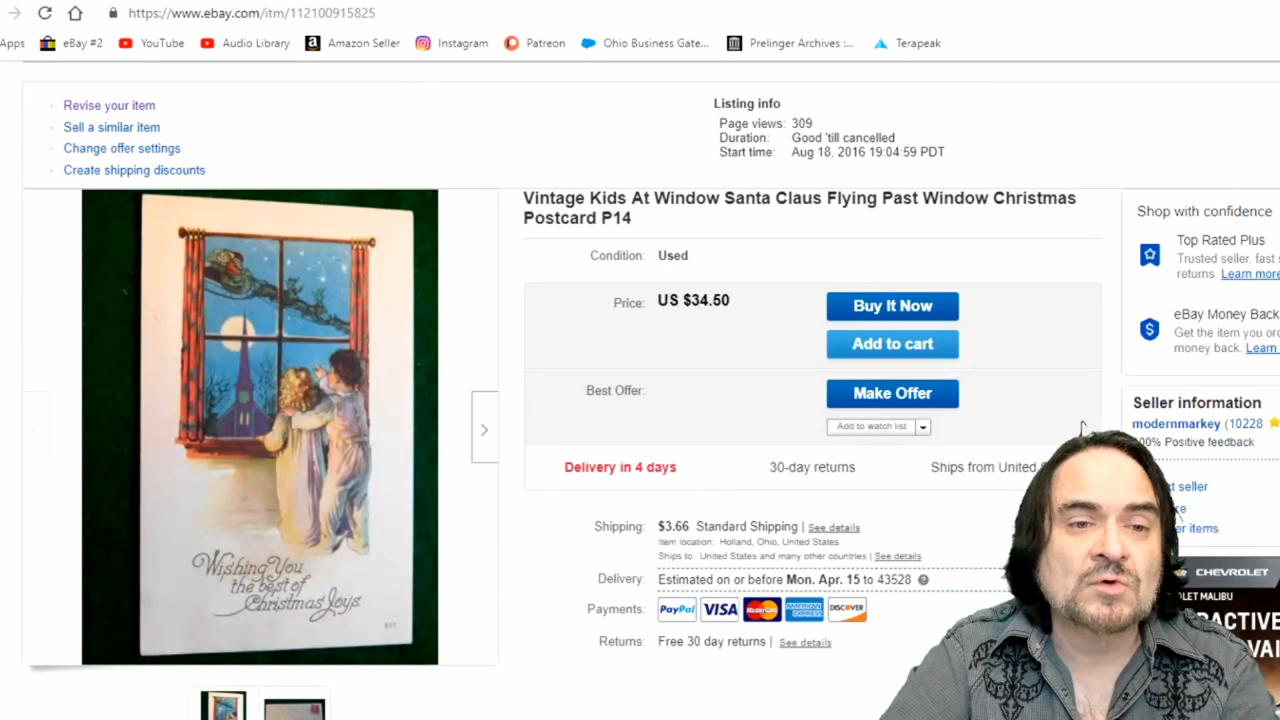 https://www.ebay.com/itm/112100915825
Apps eBay #2 YouTube Audio Library Amazon Seller Instagram Patreon Ohio Business Gate... Prelinger Archives :... Terapeak
Revise your item
Sell a similar item
Change offer settings
Create shipping discounts
Listing info
Page views: 309
Duration: Good 'till cancelled
Start time: Aug 18, 2016 19:04:59 PDT
Wishing You
the best of
Christmas Joys.
Vintage Kids At Window Santa Claus Flying Past Window Christmas
Postcard P14
Condition: Used
Price: US $34.50
Buy It Now
Add to cart
Best Offer:
Make Offer
Add to watch list
Delivery in 4 days 30-day returns Ships from United
Shipping: $3.66 Standard Shipping | See details
Item location: Holland, Ohio, United States
Ships to: United States and many other countries | See details
Delivery: Estimated on or before Mon. Apr. 15 to 43528
Payments: PayPal VISA MasterCard AMERICAN EXPRESS DISCOVER
Returns: Free 30 day returns | See details
Shop with confidence
Top Rated Plus
Trusted seller, fast
returns. Learn more
eBay Money Back
Get the item you
money back. Learn
Seller information
modernmarkey (10228
00% Positive feedback
seller
items
CHEVROLET